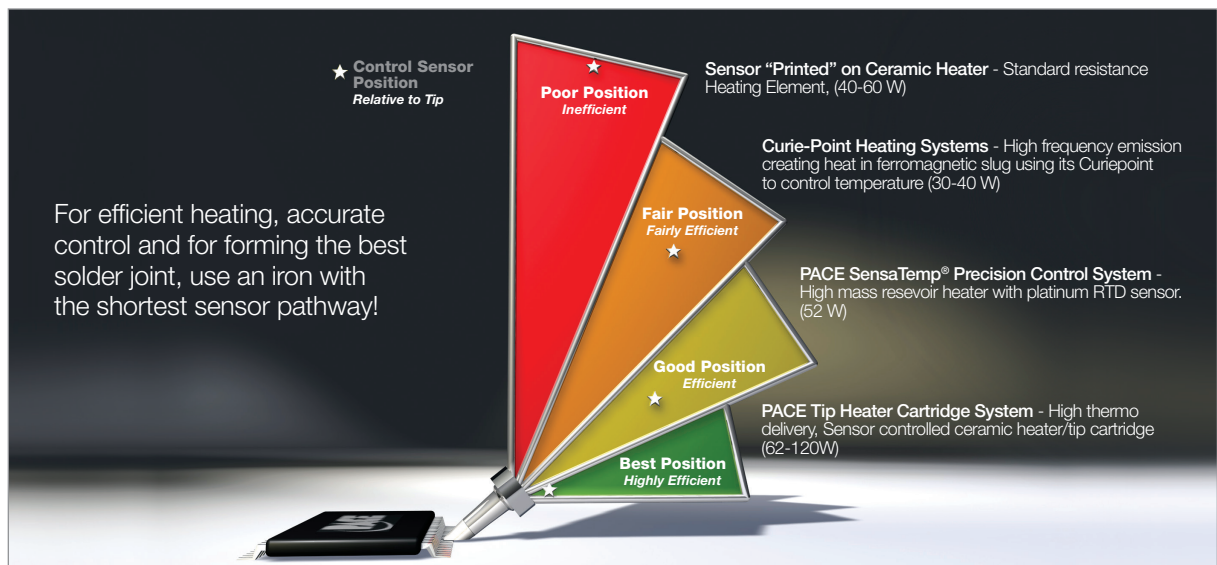 Control Sensor
Position
Relative to Tip
For efficient heating, accurate
control and for forming the best
solder joint, use an iron with
the shortest sensor pathway!
Poor Position
Inefficient
Sensor “Printed” on Ceramic Heater - Standard resistance
Heating Element, (40-60 W)
Fair Position
Fairly Efficient
Curie-Point Heating Systems - High frequency emission
creating heat in ferromagnetic slug using its Curiepoint
to control temperature (30-40 W)
Good Position
Efficient
PACE SensaTemp® Precision Control System -
High mass resevoir heater with platinum RTD sensor.
(52 W)
Best Position
Highly Efficient
PACE Tip Heater Cartridge System - High thermo
delivery, Sensor controlled ceramic heater/tip cartridge
(62-120W)